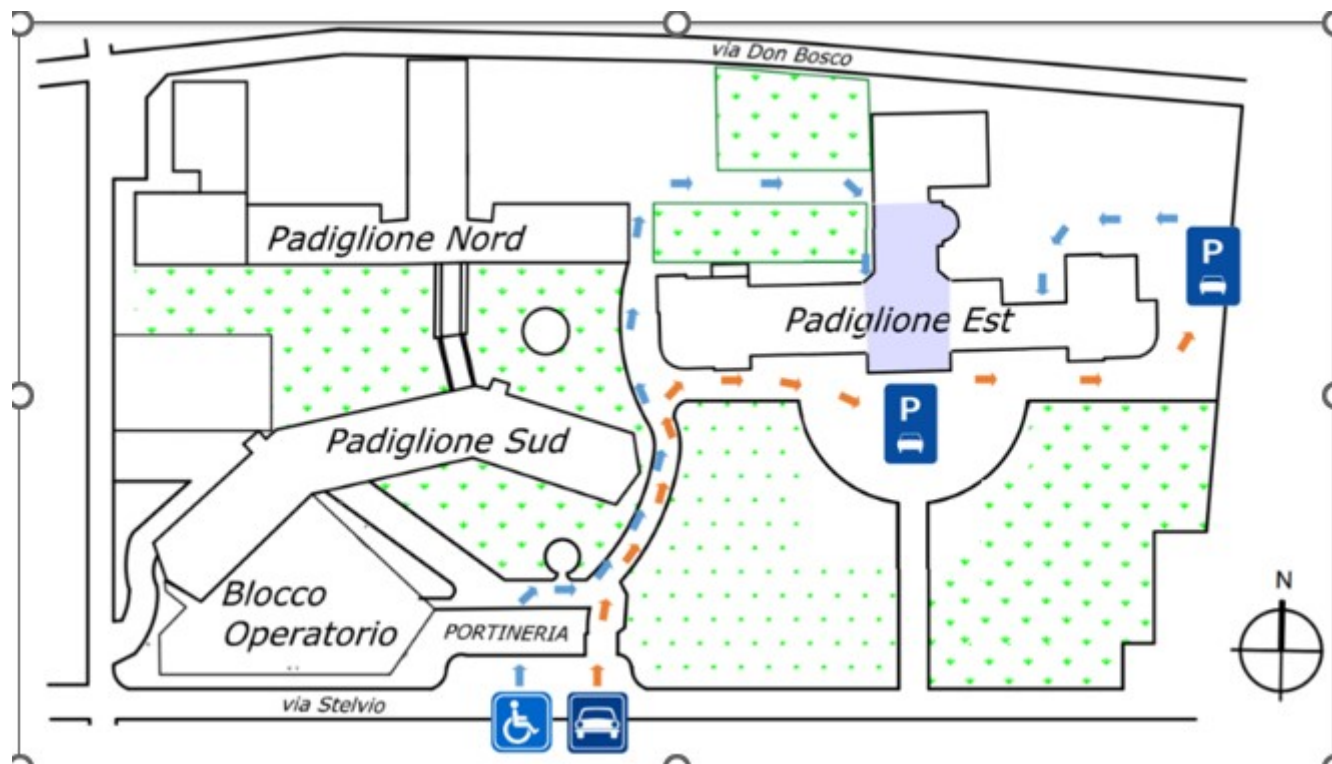 via Don Bosco
Padiglione Nord
P
Padiglione Est
P
Padiglione Sud
N
Blocco
Operatorio
PORTINERIA
via Stelvio